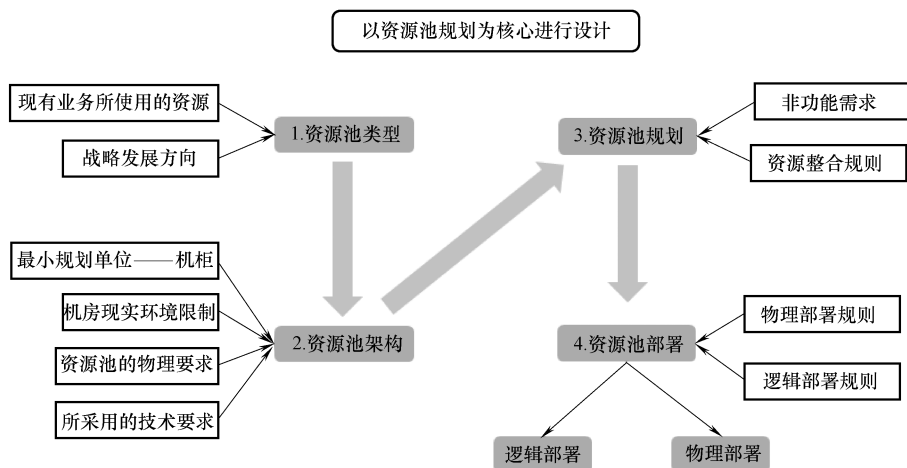 以资源池规划为核心进行设计
现有业务所使用的资源
战略发展方向
1.资源池类型
3.资源池规划
非功能需求
资源整合规则
最小规划单位——机柜
机房现实环境限制
资源池的物理要求
所采用的技术要求
2.资源池架构
4.资源池部署
物理部署规则
逻辑部署规则
逻辑部署
物理部署